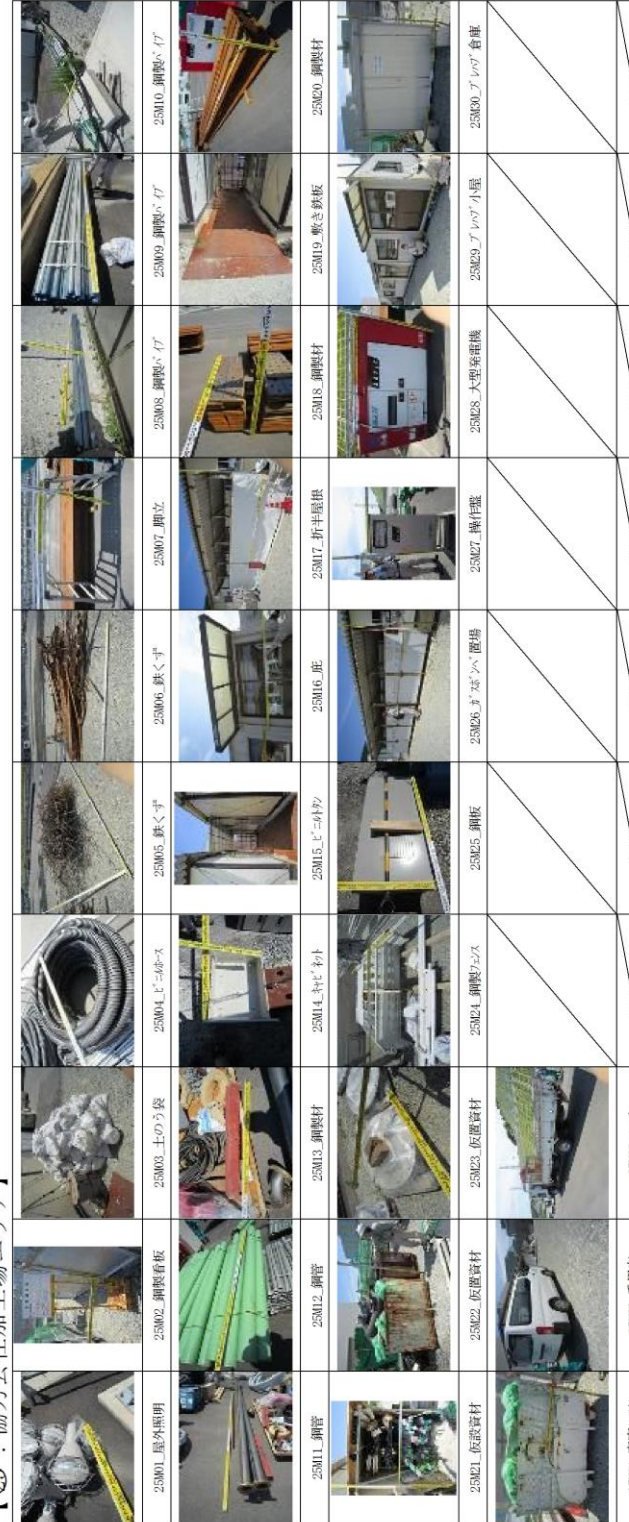 協力会社加工場エリア】
25M01_屋外照明
25M02_鋼製看板
25M03_土のう袋
25M04_ﾋﾞﾆﾙﾎｰｽ
25M05_鉄くず
25M06_鉄くず
25M07_脚立
25M08_鋼製ﾊﾟｲﾌﾟ
25M09_鋼製ﾊﾟｲﾌﾟ
25M10_鋼製ﾊﾟｲﾌﾟ
25M11_鋼管
25M12_鋼管
25M13_鋼製材
25M14_ｷｬﾋﾞﾈｯﾄ
25M15_ﾋﾞﾆﾙﾄﾀﾝ
25M16_庇
25M17_折半屋根
25M18_鋼製材
25M19_敷き鉄板
25M20_鋼製材
25M21_仮設資材
25M22_仮置資材
25M23_仮置資材
25M24_鋼製ﾌｪﾝｽ
25M25_鋼板
25M26_ｶﾞｽﾎﾞﾝﾍﾞ置場
25M27_操作盤
25M28_大型発電機
25M29_ﾌﾟﾚﾊﾌﾞ小屋
25M30_ﾌﾟﾚﾊﾌﾞ倉庫